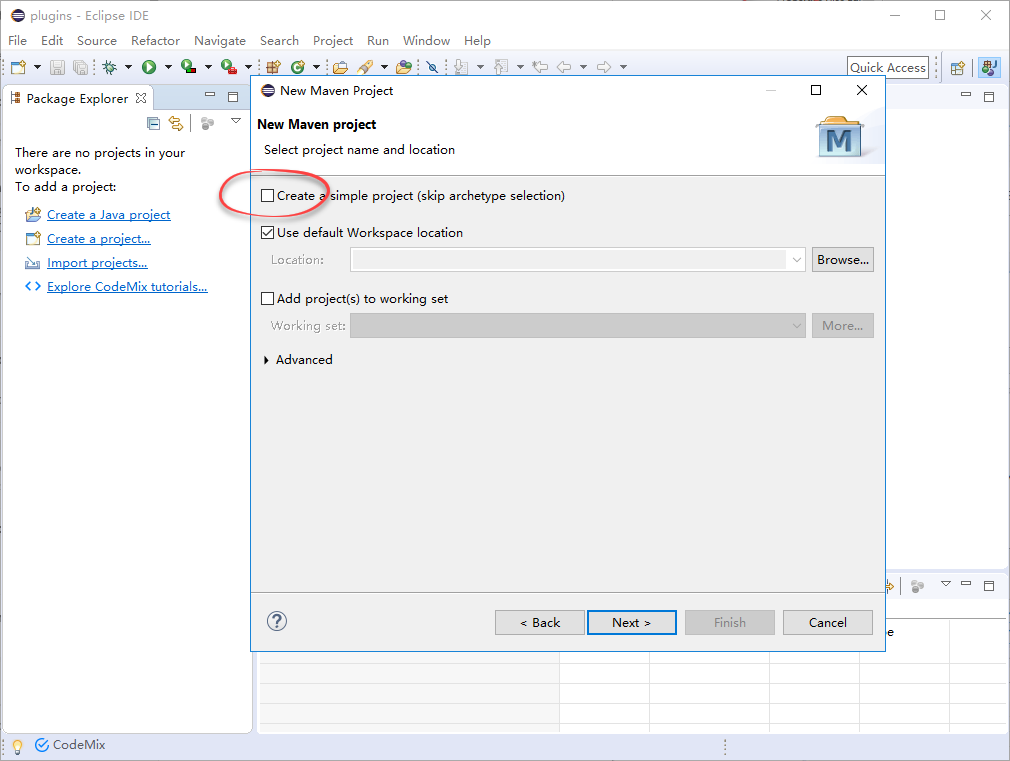 plugins - Eclipse IDE
File Edit Source Refactor Navigate Search Project Run Window Help
Quick Access
Package Explorer
There are no projects in your
workspace.
To add a project:
Create a Java project
Create a project...
Import projects...
Explore CodeMix tutorials...
New Maven Project
New Maven project
Select project name and location
M
Create a simple project (skip archetype selection)
Use default Workspace location
Location:
Browse...
Add project(s) to working set
Working set:
More...
Advanced
?
< Back
Next >
Finish
Cancel
CodeMix